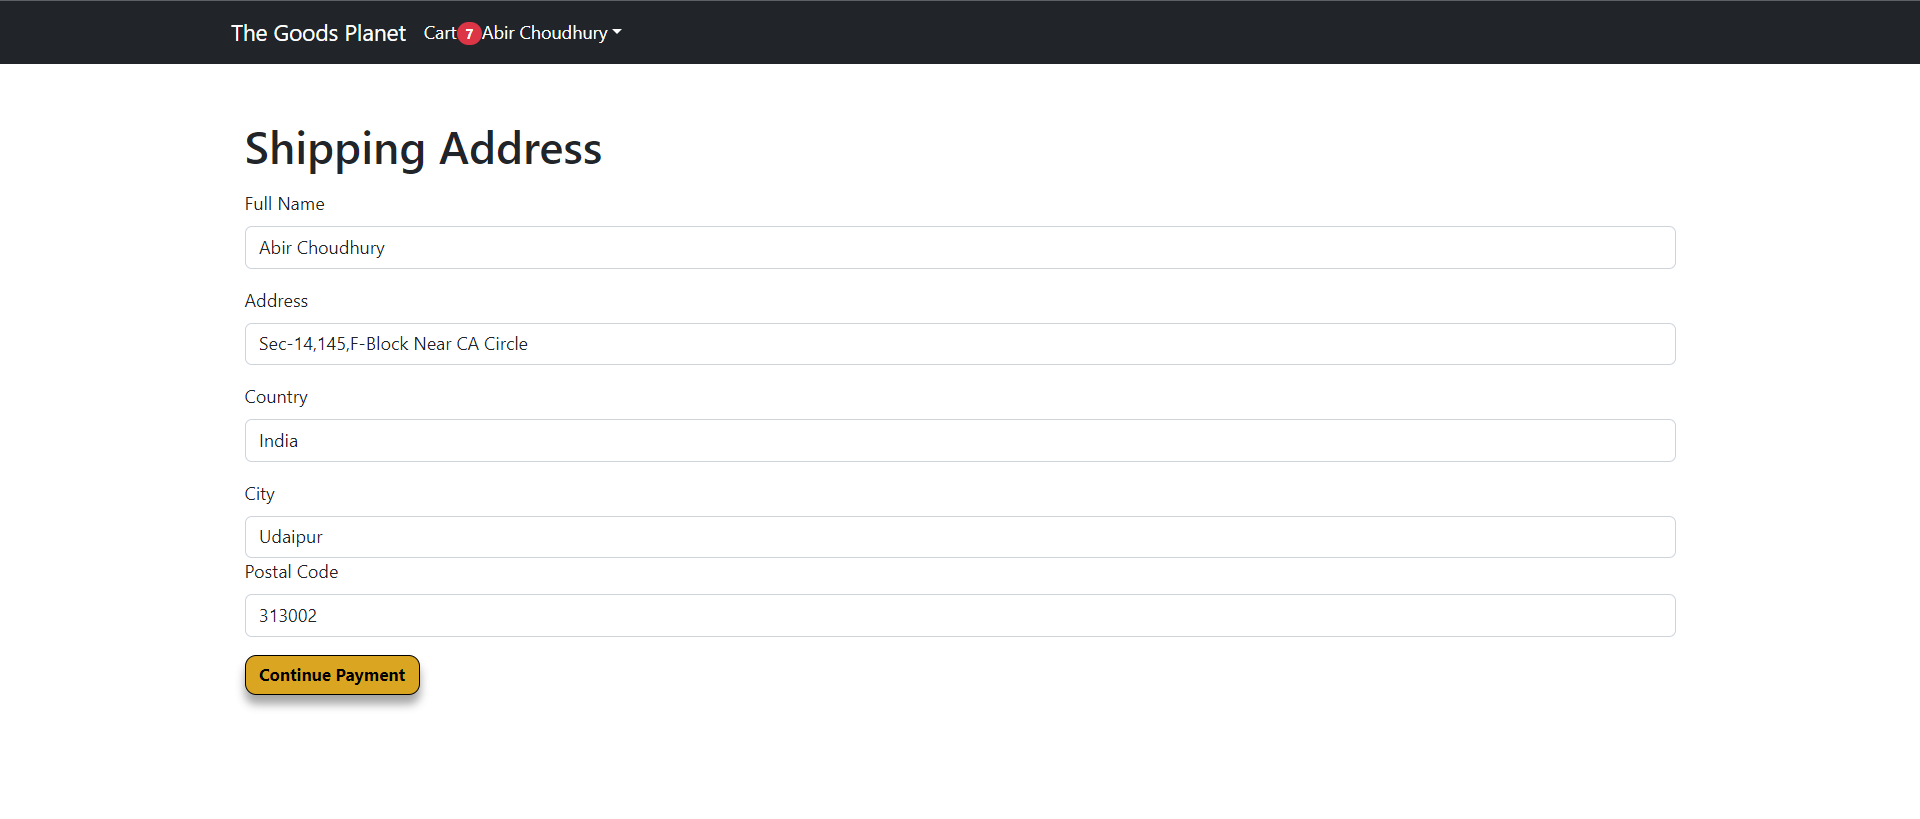 The Goods Planet Cart 7 Abir Choudhury
Shipping Address
Full Name
Abir Choudhury
Address
Sec-14,145,F-Block Near CA Circle
Country
India
City
Udaipur
Postal Code
313002
Continue Payment